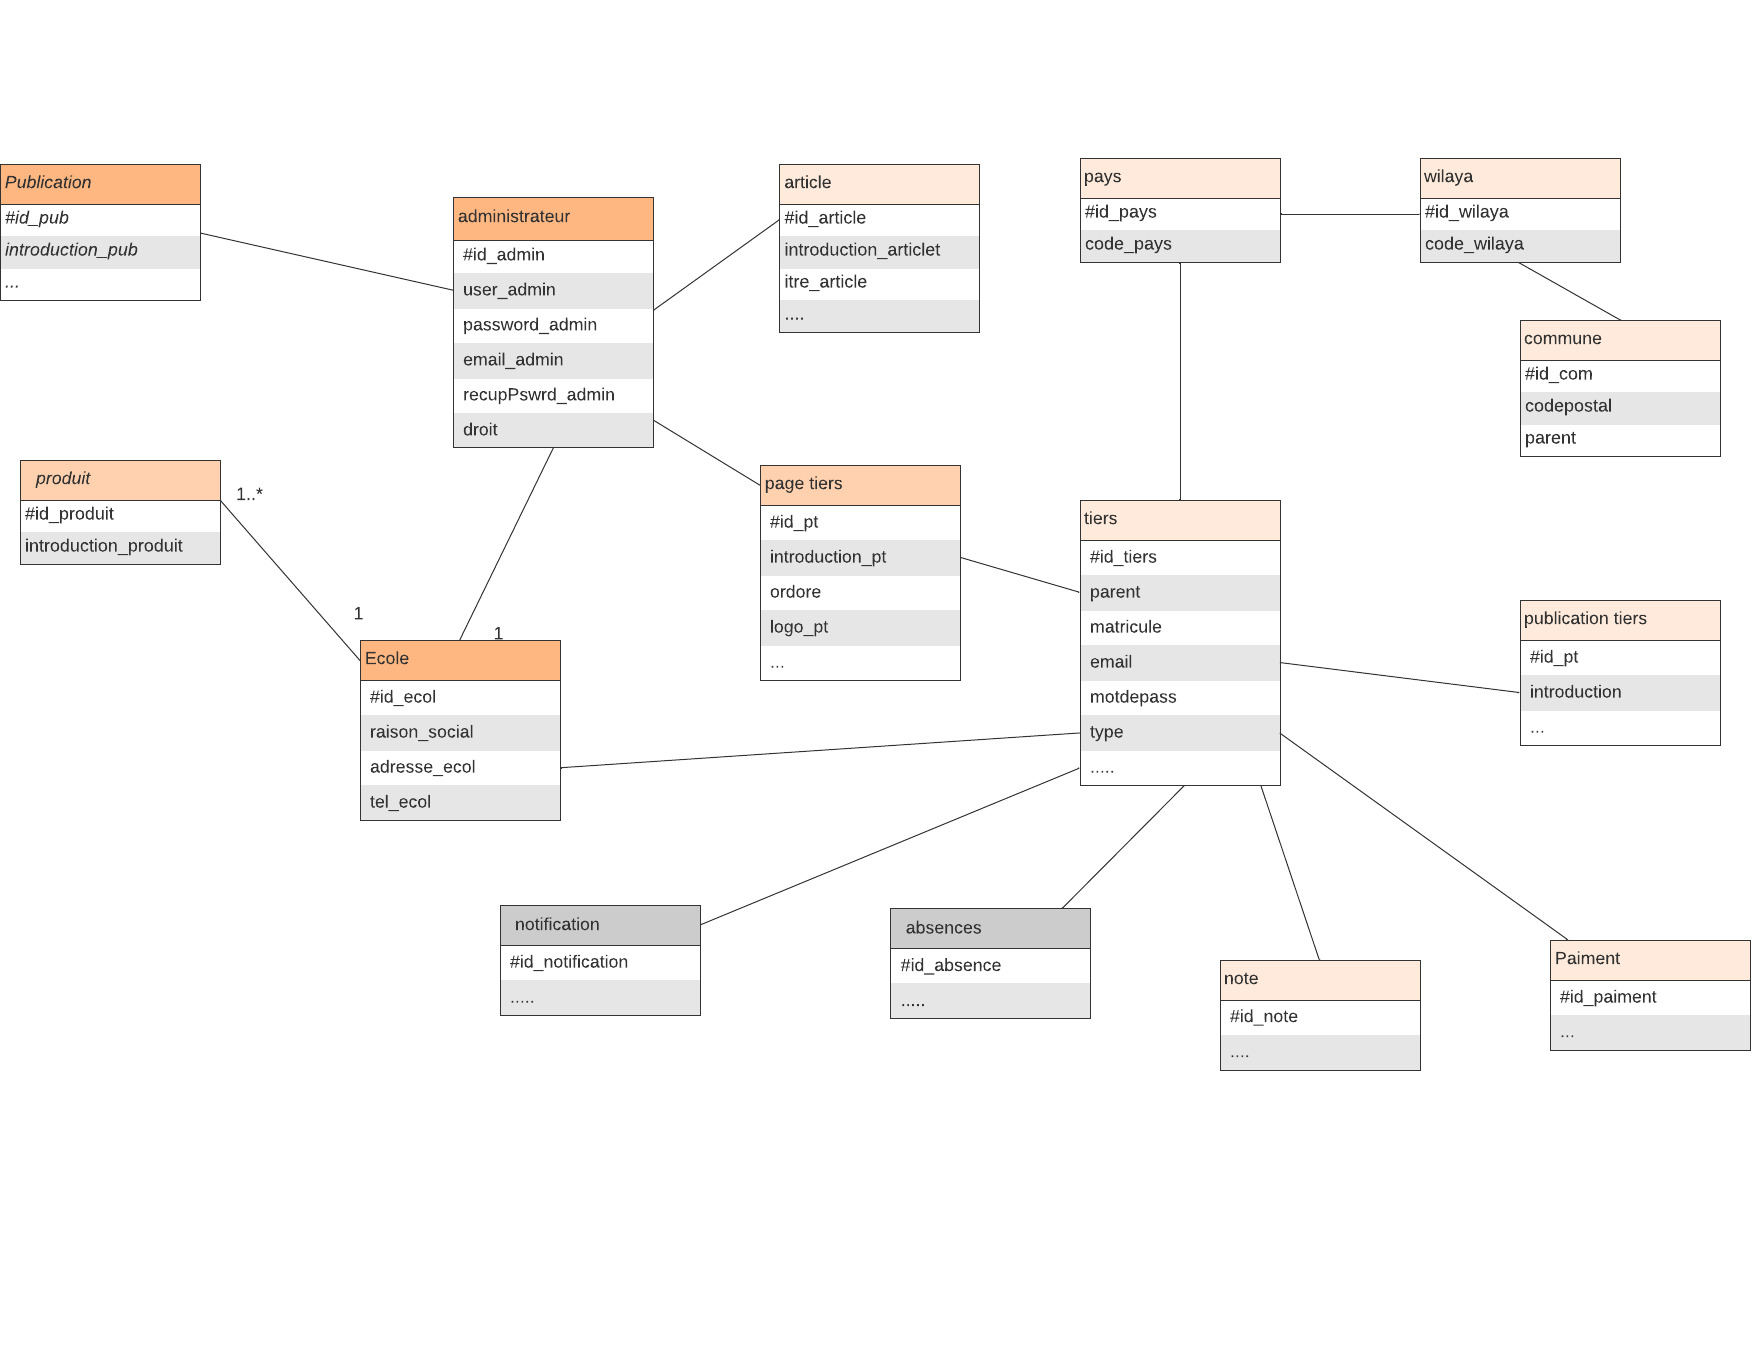 Publication
#id_pub
introduction_pub
...
administrateur
#id_admin
user_admin
password_admin
email_admin
recupPswrd_admin
droit
article
#id_article
introduction_articlet
itre_article
....
pays
#id_pays
code_pays
wilaya
#id_wilaya
code_wilaya
commune
#id_com
codepostal
parent
produit
#id_produit
introduction_produit
1..*
1
1
Ecole
#id_ecol
raison_social
adresse_ecol
tel_ecol
page tiers
#id_pt
introduction_pt
ordore
logo_pt
...
tiers
#id_tiers
parent
matricule
email
motdepass
type
.....
publication tiers
#id_pt
introduction
...
notification
#id_notification
.....
absences
#id_absence
.....
note
#id_note
....
Paiment
#id_paiment
...